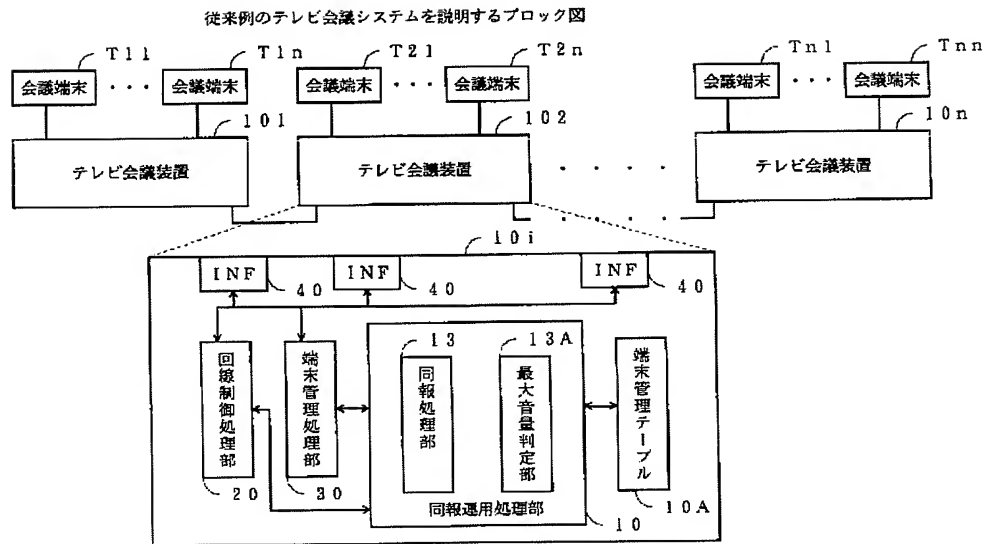 従来例のテレビ会議システムを説明するブロック図
T11 T1n T21 T2n Tn1 Tnn
会議端末 ・・・ 会議端末 会議端末 ・・・ 会議端末 会議端末 ・・・ 会議端末
101 102 10n
テレビ会議装置 テレビ会議装置 ・・・・ テレビ会議装置
10i
INF INF INF
40 40 40
13 13A
回線制御処理部
端末管理処理部
同報処理部
最大音量判定部
端末管理テーブル
20 30 同報運用処理部 10 10A